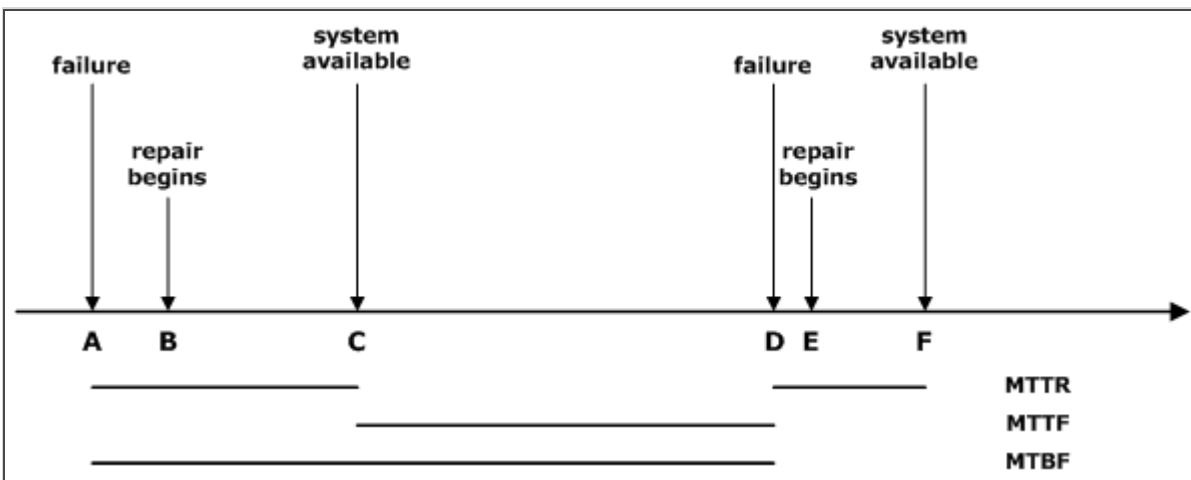 failure
system
available
failure
system
available
repair
begins
repair
begins
A B C D E F
MTTR
MTTF
MTBF